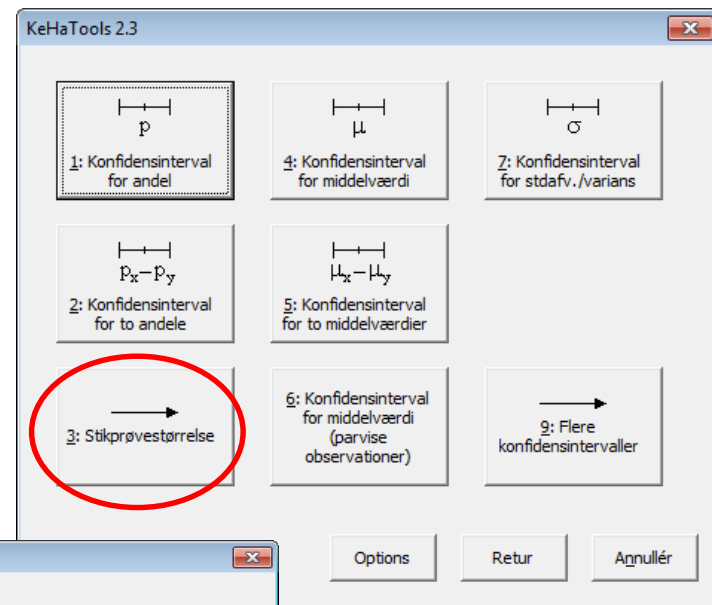 KeHaTools 2.3
p
1: Konfidensinterval
for andel
μ
4: Konfidensinterval
for middelværdi
σ
7: Konfidensinterval
for stdafv./varians
px−py
2: Konfidensinterval
for to andele
μx−μy
5: Konfidensinterval
for to middelværdier
3: Stikprøvestørrelse
6: Konfidensinterval
for middelværdi
(parvise
observationer)
9: Flere
konfidensintervaller
Options
Retur
Annullér